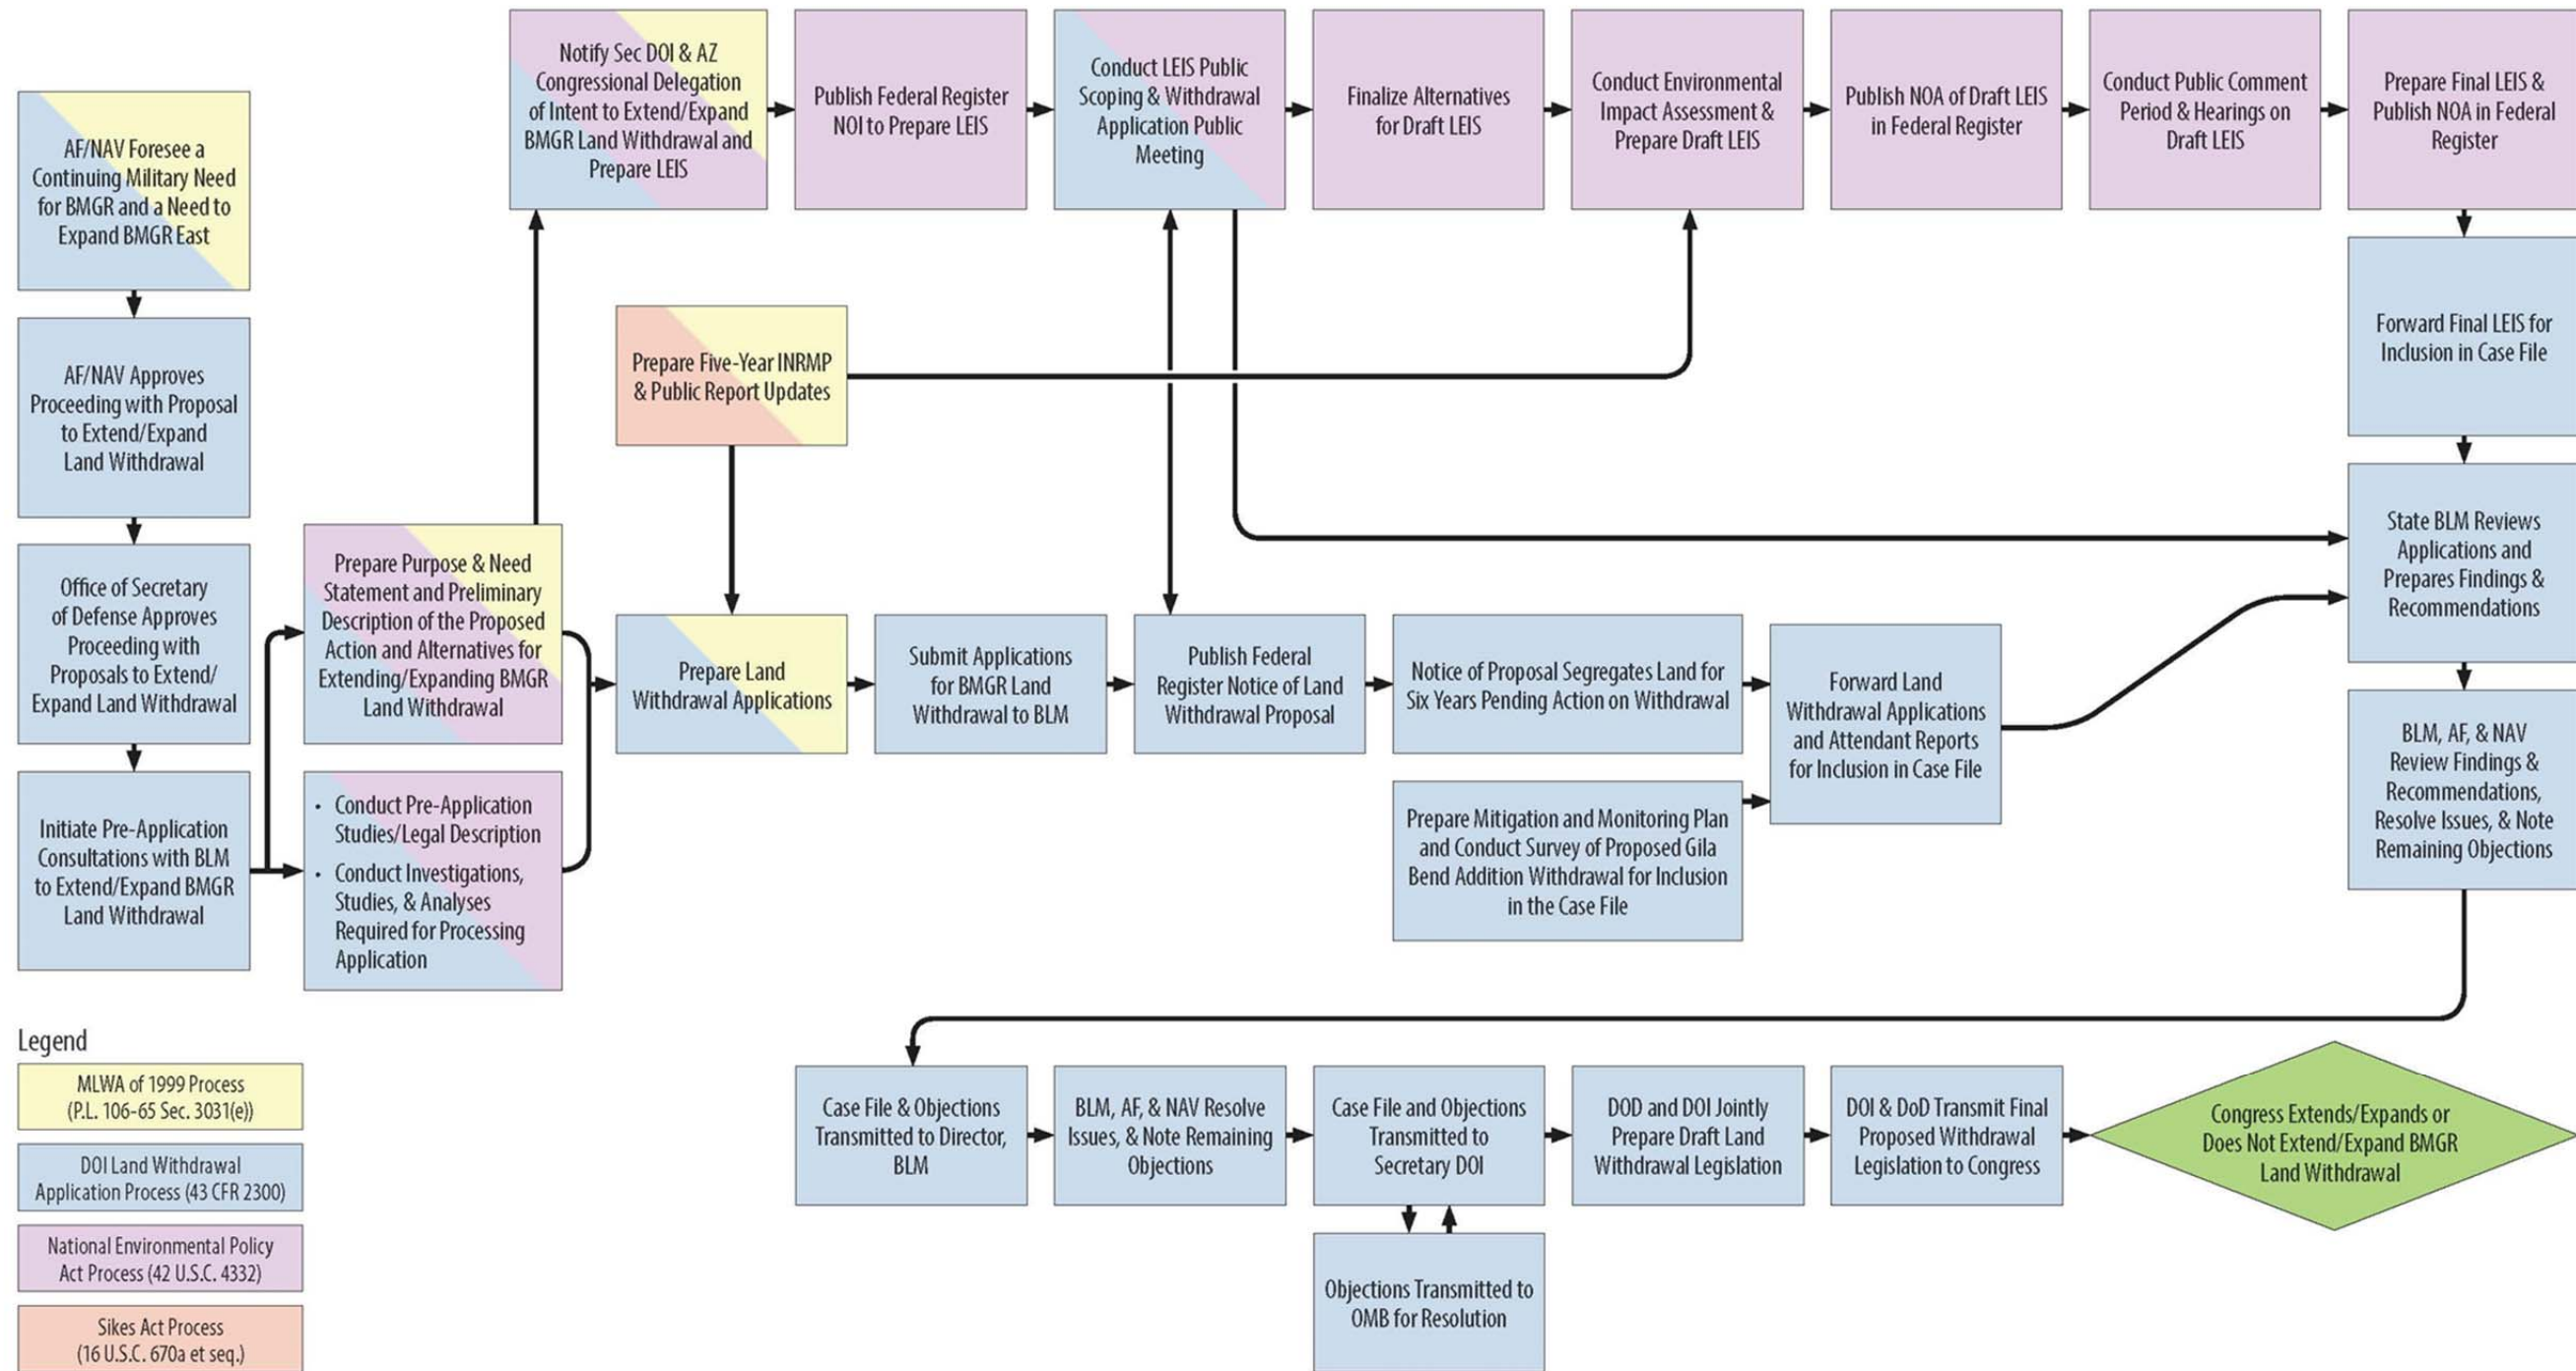 Notify Sec DOI & AZ
Congressional Delegation
of Intent to Extend/Expand
BMGR Land Withdrawal and
Prepare LEIS
Publish Federal Register
NOI to Prepare LEIS
Conduct LEIS Public
Scoping & Withdrawal
Application Public
Meeting
Finalize Alternatives
for Draft LEIS
Conduct Environmental
Impact Assessment &
Prepare Draft LEIS
Publish NOA of Draft LEIS
in Federal Register
Conduct Public Comment
Period & Hearings on
Draft LEIS
Prepare Final LEIS &
Publish NOA in Federal
Register
AF/NAV Foresee a
Continuing Military Need
for BMGR and a Need to
Expand BMGR East
AF/NAV Approves
Proceeding with Proposal
to Extend/Expand
Land Withdrawal
Office of Secretary
of Defense Approves
Proceeding with
Proposals to Extend/
Expand Land Withdrawal
Initiate Pre-Application
Consultations with BLM
to Extend/Expand BMGR
Land Withdrawal
Prepare Purpose & Need
Statement and Preliminary
Description of the Proposed
Action and Alternatives for
Extending/Expanding BMGR
Land Withdrawal
• Conduct Pre-Application
Studies/Legal Description
• Conduct Investigations,
Studies, & Analyses
Required for Processing
Application
Prepare Five-Year INRMP
& Public Report Updates
Prepare Land
Withdrawal Applications
Submit Applications
for BMGR Land
Withdrawal to BLM
Publish Federal
Register Notice of Land
Withdrawal Proposal
Notice of Proposal Segregates Land for
Six Years Pending Action on Withdrawal
Prepare Mitigation and Monitoring Plan
and Conduct Survey of Proposed Gila
Bend Addition Withdrawal for Inclusion
in the Case File
Forward Land
Withdrawal Applications
and Attendant Reports
for Inclusion in Case File
Forward Final LEIS for
Inclusion in Case File
State BLM Reviews
Applications and
Prepares Findings &
Recommendations
BLM, AF, & NAV
Review Findings &
Recommendations,
Resolve Issues, & Note
Remaining Objections
Case File & Objections
Transmitted to Director,
BLM
BLM, AF, & NAV Resolve
Issues, & Note Remaining
Objections
Case File and Objections
Transmitted to
Secretary DOI
Objections Transmitted to
OMB for Resolution
DOD and DOI Jointly
Prepare Draft Land
Withdrawal Legislation
DOI & DoD Transmit Final
Proposed Withdrawal
Legislation to Congress
Congress Extends/Expands or
Does Not Extend/Expand BMGR
Land Withdrawal
Legend
MLWA of 1999 Process
(P.L. 106-65 Sec. 3031(e))
DOI Land Withdrawal
Application Process (43 CFR 2300)
National Environmental Policy
Act Process (42 U.S.C. 4332)
Sikes Act Process
(16 U.S.C. 670a et seq.)